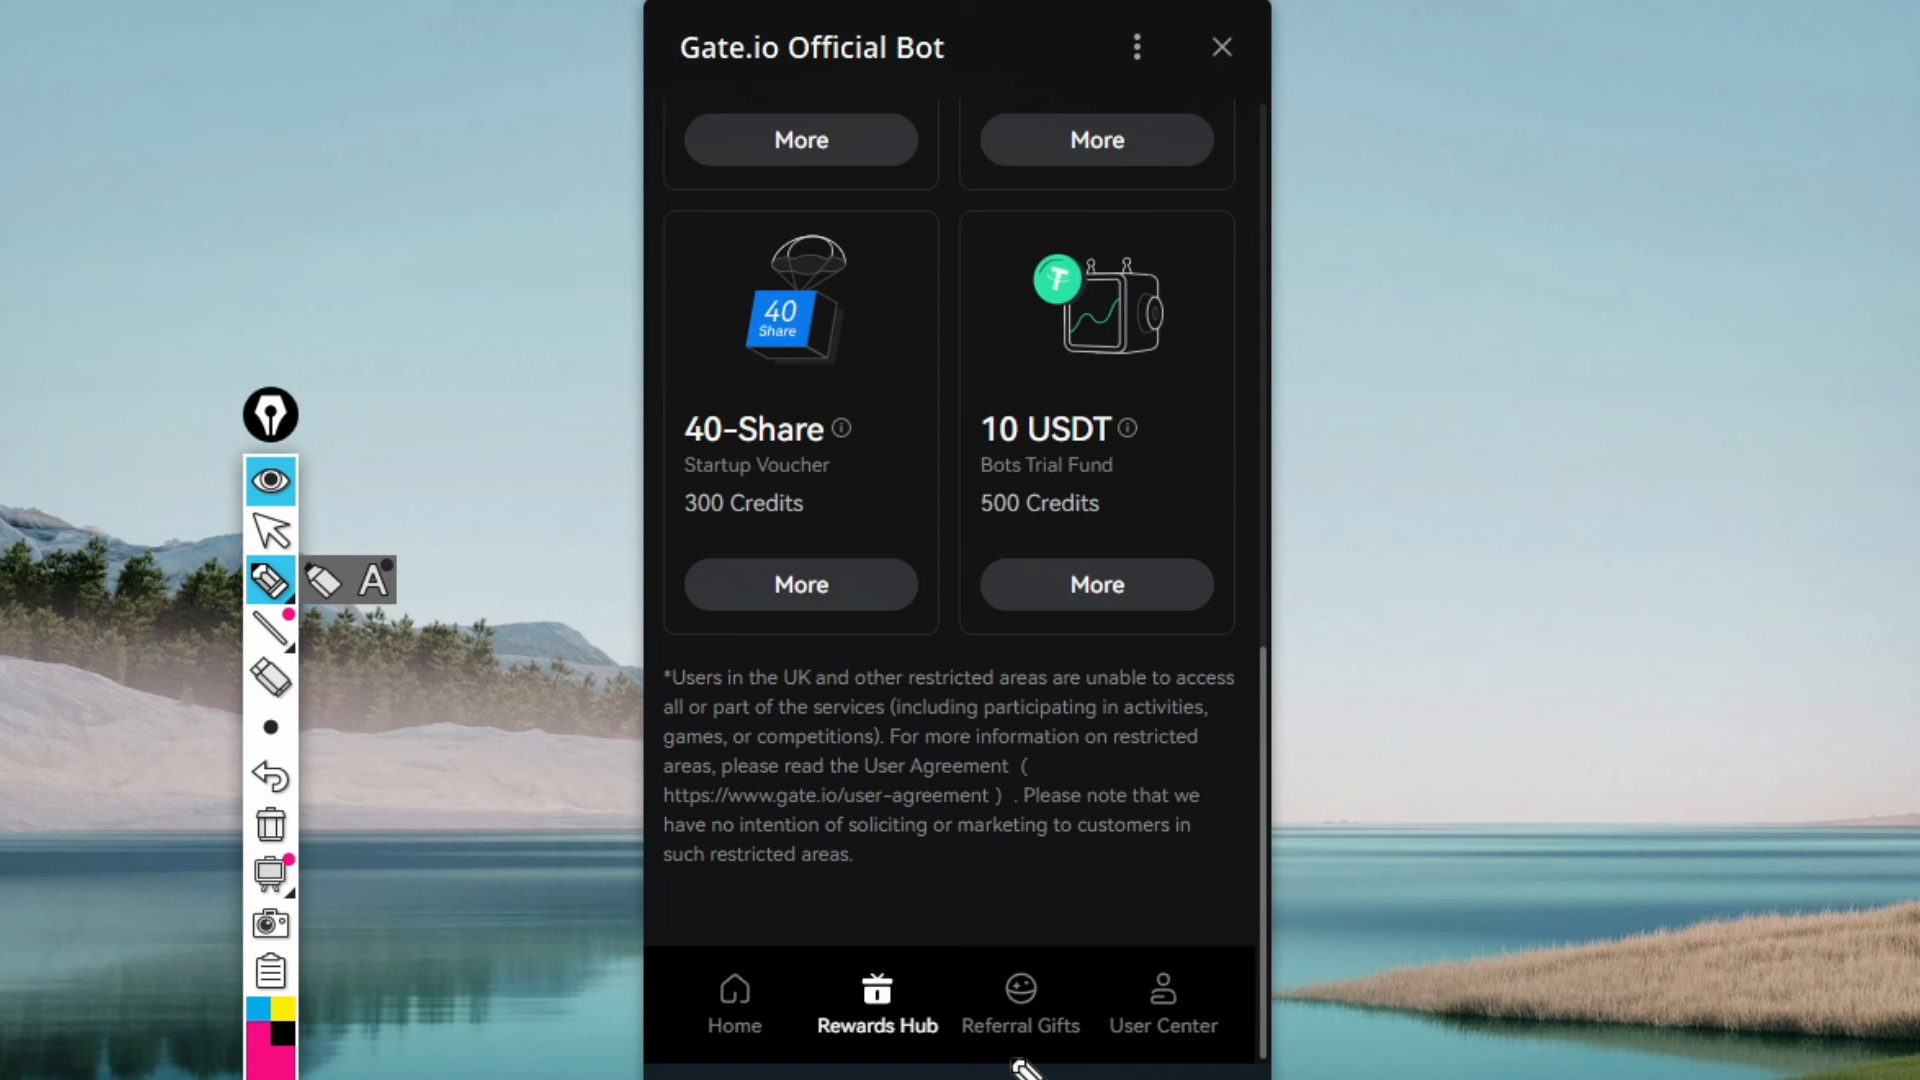 Gate.io Official Bot
More
More
40
Share
40-Share
Startup Voucher
300 Credits
More
10 USDT
Bots Trial Fund
500 Credits
More
A
*Users in the UK and other restricted areas are unable to access
all or part of the services (including participating in activities,
games, or competitions). For more information on restricted
areas, please read the User Agreement (
https://www.gate.io/user-agreement ) . Please note that we
have no intention of soliciting or marketing to customers in
such restricted areas.
Home
Rewards Hub
Referral Gifts
User Center